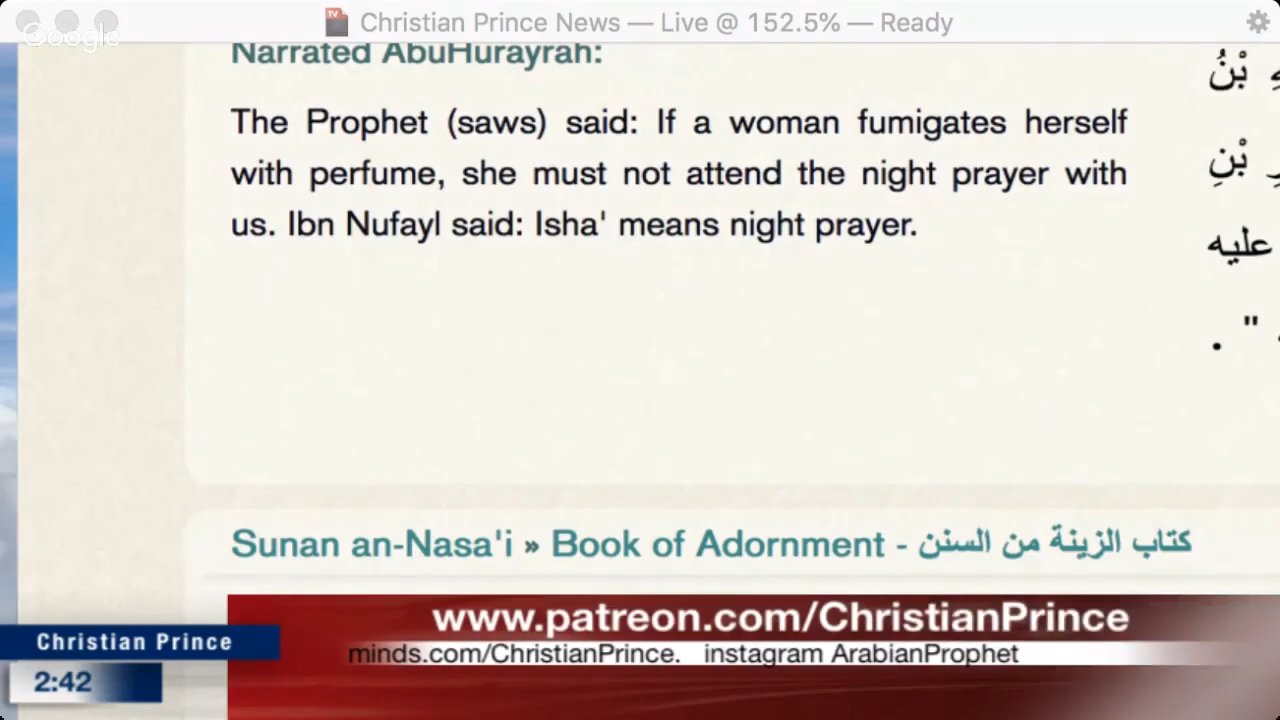 Christian Prince News — Live @ 152.5% — Ready
Google
Narrated AbuHurayrah:
The Prophet (saws) said: If a woman fumigates herself
with perfume, she must not attend the night prayer with
us. Ibn Nufayl said: Isha' means night prayer.
بْنُ
بْنِ
عليه
" .
Sunan an-Nasa'i » Book of Adornment - كتاب الزينة من السنن
www.patreon.com/ChristianPrince
minds.com/ChristianPrince. instagram ArabianProphet
Christian Prince
2:42